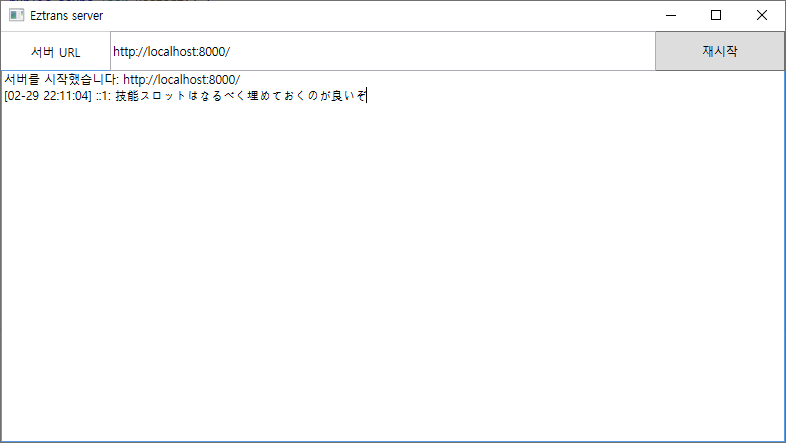 Eztrans server
서버 URL http://localhost:8000/ 재시작
서버를 시작했습니다: http://localhost:8000/
[02-29 22:11:04] ::1: 技能スロットはなるべく埋めておくのが良いぞ